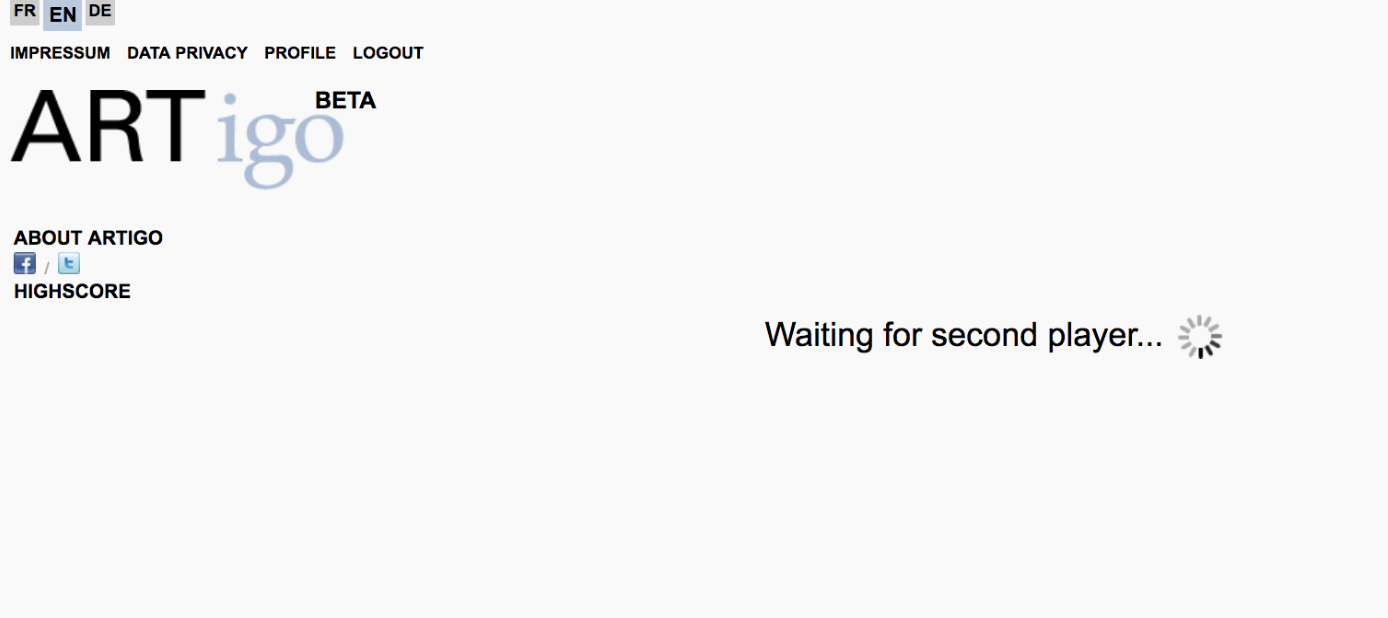 FR EN DE
IMPRESSUM DATA PRIVACY PROFILE LOGOUT
ARTigo BETA
ABOUT ARTIGO
f / t
HIGHSCORE
Waiting for second player...